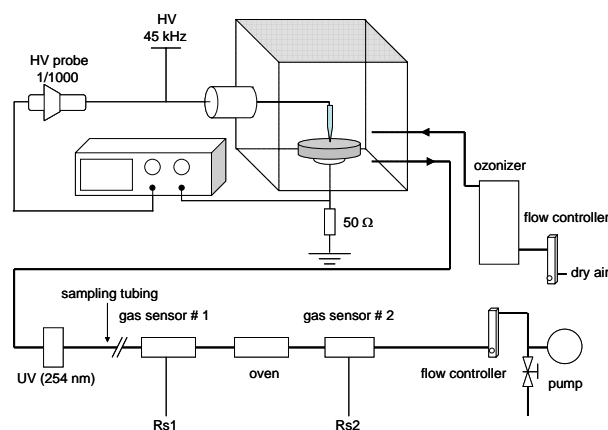 HV
45 kHz
HV probe
1/1000
ozonizer
flow controller
50 Ω
dry air
sampling tubing
gas sensor # 1
gas sensor # 2
UV (254 nm)
oven
flow controller
pump
Rs1
Rs2